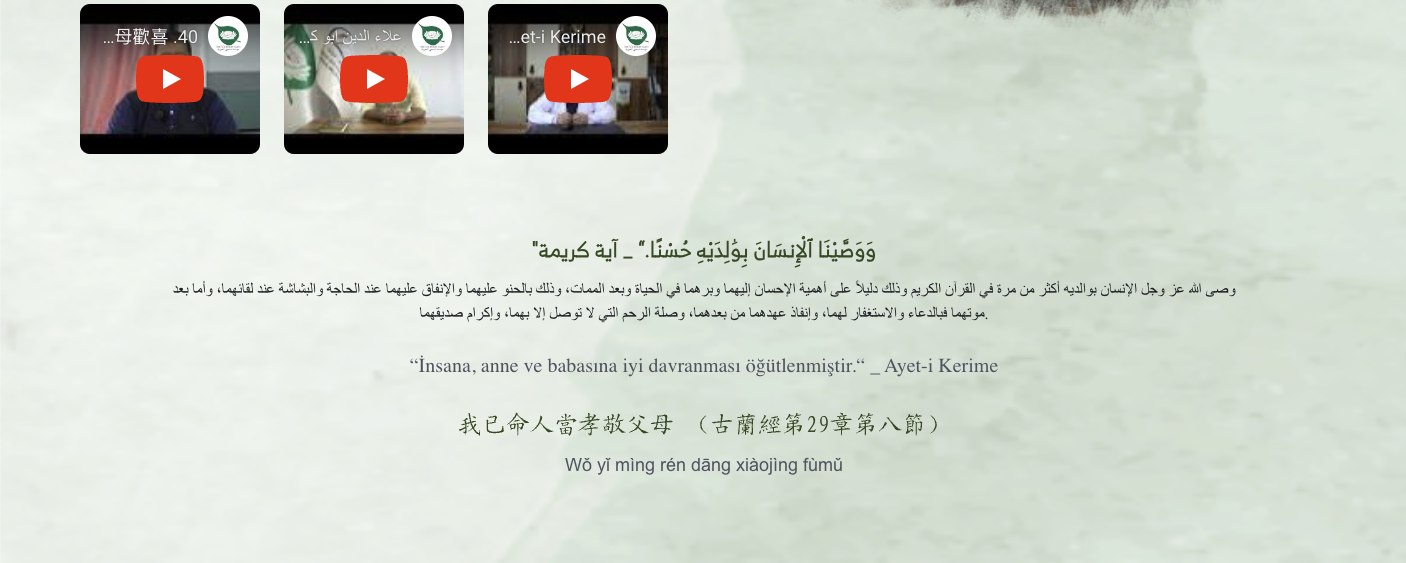 ...母歡喜 .40
علاء الدين ابو ك...
...et-i Kerime
"وَوَصَّيْنَا ٱلْإِنسَانَ بِوَٰلِدَيْهِ حُسْنًا.“ _ آية كريمة
وصى الله عز وجل الإنسان بوالديه أكثر من مرة في القرآن الكريم وذلك دليلاً على أهمية الإحسان إليهما وبرهما في الحياة وبعد الممات، وذلك بالحنو عليهما والإنفاق عليهما عند الحاجة والبشاشة عند لقائهما، وأما بعد
موتهما فبالدعاء والاستغفار لهما، وإنفاذ عهدهما من بعدهما، وصلة الرحم التي لا توصل إلا بهما، وإكرام صديقهما.
“İnsana, anne ve babasına iyi davranması öğütlenmiştir.“ _ Ayet-i Kerime
我已命人當孝敬父母 （古蘭經第29章第八節）
Wǒ yǐ mìng rén dāng xiàojìng fùmǔ